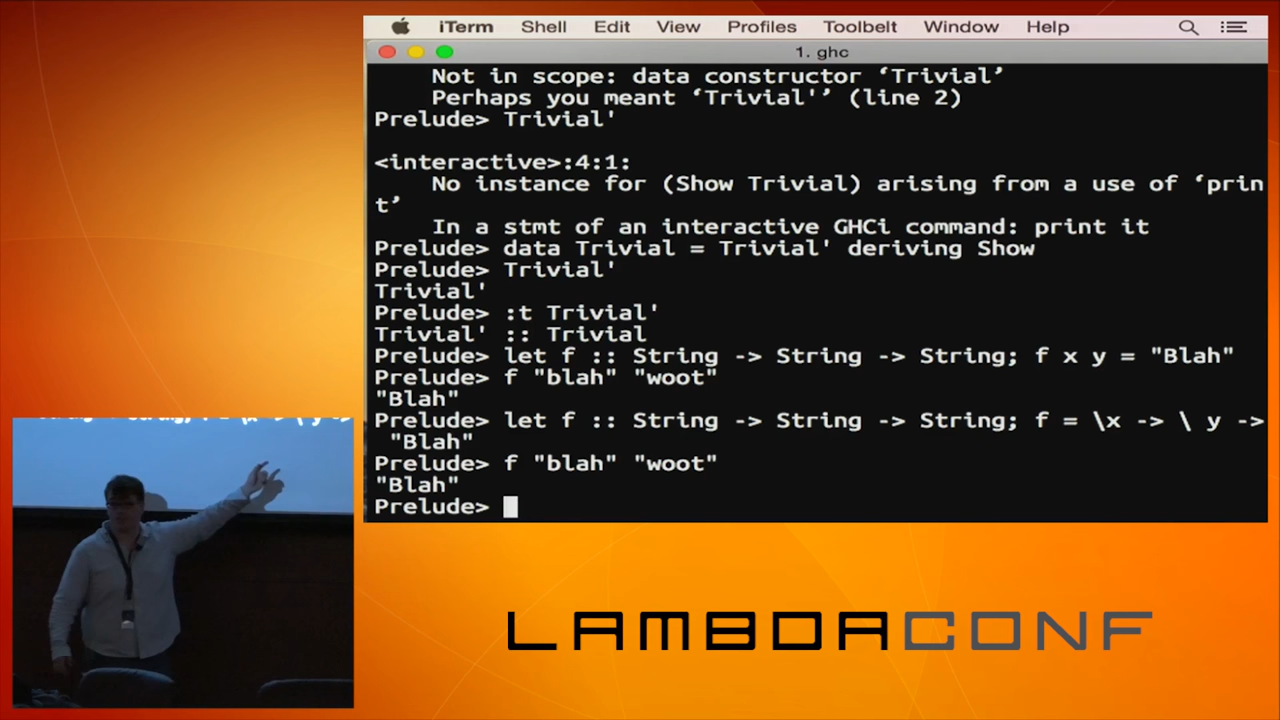 iTerm Shell Edit View Profiles Toolbelt Window Help
1. ghc
Not in scope: data constructor ‘Trivial’
Perhaps you meant ‘Trivial'’ (line 2)
Prelude> Trivial'
<interactive>:4:1:
No instance for (Show Trivial) arising from a use of ‘prin
t’
In a stmt of an interactive GHCi command: print it
Prelude> data Trivial = Trivial' deriving Show
Prelude> Trivial'
Trivial'
Prelude> :t Trivial'
Trivial' :: Trivial
Prelude> let f :: String -> String -> String; f x y = "Blah"
Prelude> f "blah" "woot"
"Blah"
Prelude> let f :: String -> String -> String; f = \x -> \ y ->
"Blah"
Prelude> f "blah" "woot"
"Blah"
Prelude>
LAMBDACONF